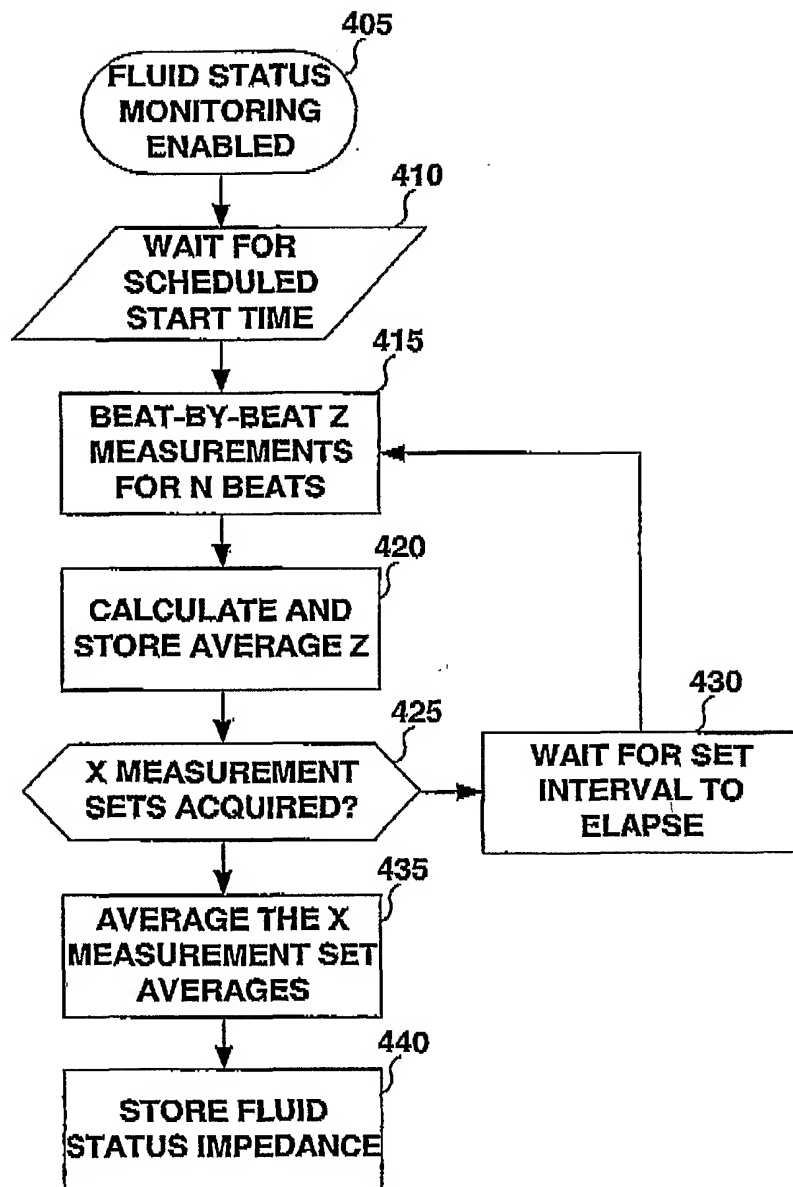 405
FLUID STATUS
MONITORING
ENABLED
410
WAIT FOR
SCHEDULED
START TIME
415
BEAT-BY-BEAT Z
MEASUREMENTS
FOR N BEATS
420
CALCULATE AND
STORE AVERAGE Z
425
X MEASUREMENT
SETS ACQUIRED?
430
WAIT FOR SET
INTERVAL TO
ELAPSE
435
AVERAGE THE X
MEASUREMENT SET
AVERAGES
440
STORE FLUID
STATUS IMPEDANCE